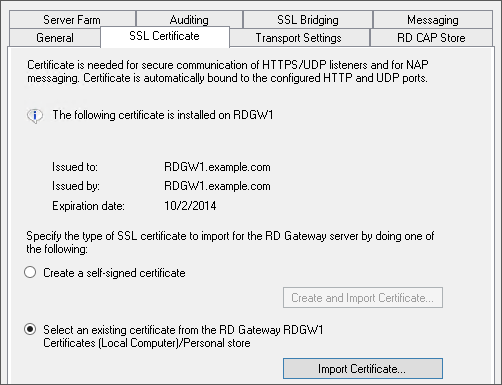 Server Farm Auditing SSL Bridging Messaging
General SSL Certificate Transport Settings RD CAP Store
Certificate is needed for secure communication of HTTPS/UDP listeners and for NAP
messaging. Certificate is automatically bound to the configured HTTP and UDP ports.
The following certificate is installed on RDGW1
Issued to: RDGW1.example.com
Issued by: RDGW1.example.com
Expiration date: 10/2/2014
Specify the type of SSL certificate to import for the RD Gateway server by doing one of
the following:
Create a self-signed certificate
Create and Import Certificate...
Select an existing certificate from the RD Gateway RDGW1
Certificates (Local Computer)/Personal store
Import Certificate...